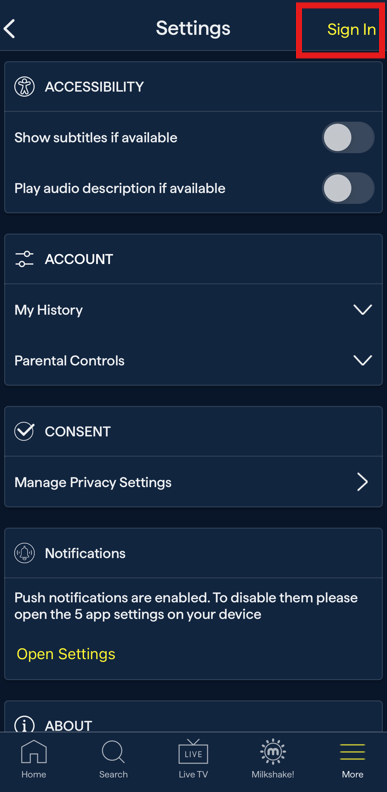 Settings
Sign In
ACCESSIBILITY
Show subtitles if available
Play audio description if available
ACCOUNT
My History
Parental Controls
CONSENT
Manage Privacy Settings
Notifications
Push notifications are enabled. To disable them please
open the 5 app settings on your device
Open Settings
ABOUT
LIVE
m
Home
Search
Live TV
Milkshake!
More